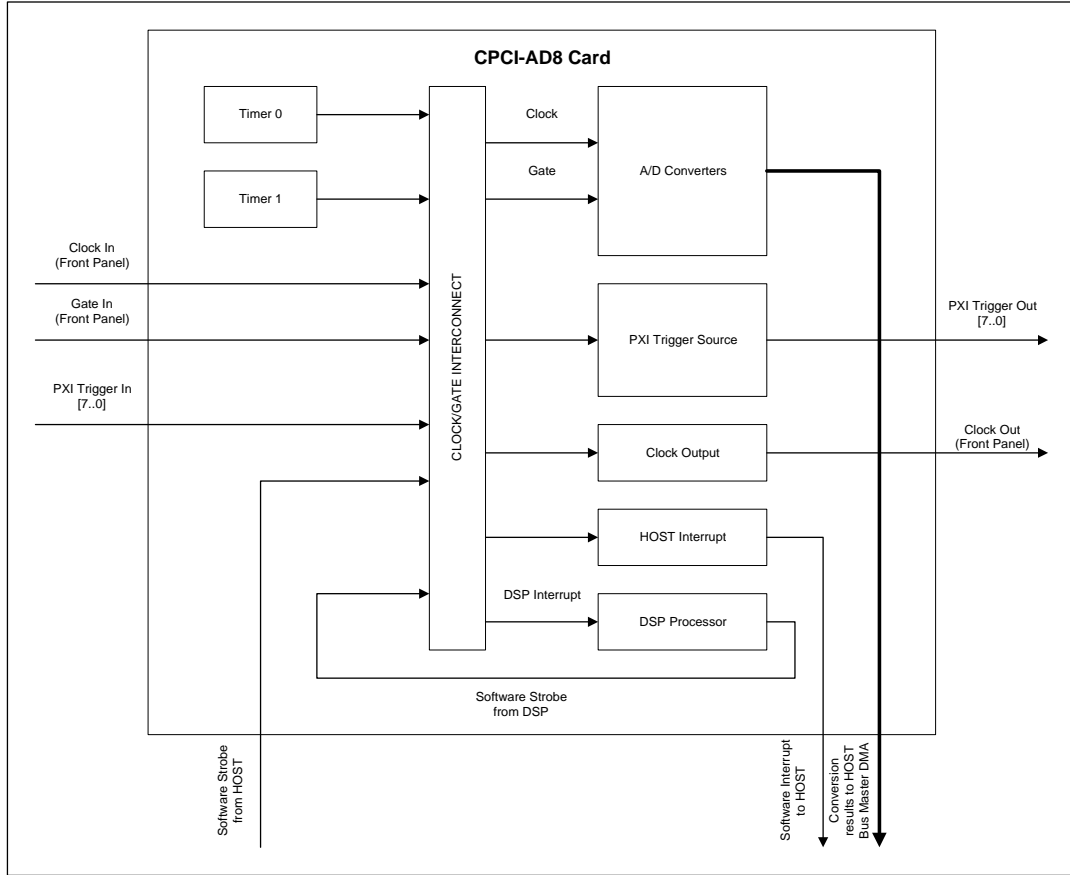 CPCI-AD8 Card
Timer 0
Clock
A/D Converters
Gate
Timer 1
Clock In
(Front Panel)
Gate In
(Front Panel)
PXI Trigger In
[7..0]
CLOCK/GATE INTERCONNECT
PXI Trigger Source
PXI Trigger Out
[7..0]
Clock Output
Clock Out
(Front Panel)
HOST Interrupt
DSP Interrupt
DSP Processor
Software Strobe
from DSP
Software Strobe
from HOST
Software Interrupt
to HOST
Conversion
results to HOST
Bus Master DMA